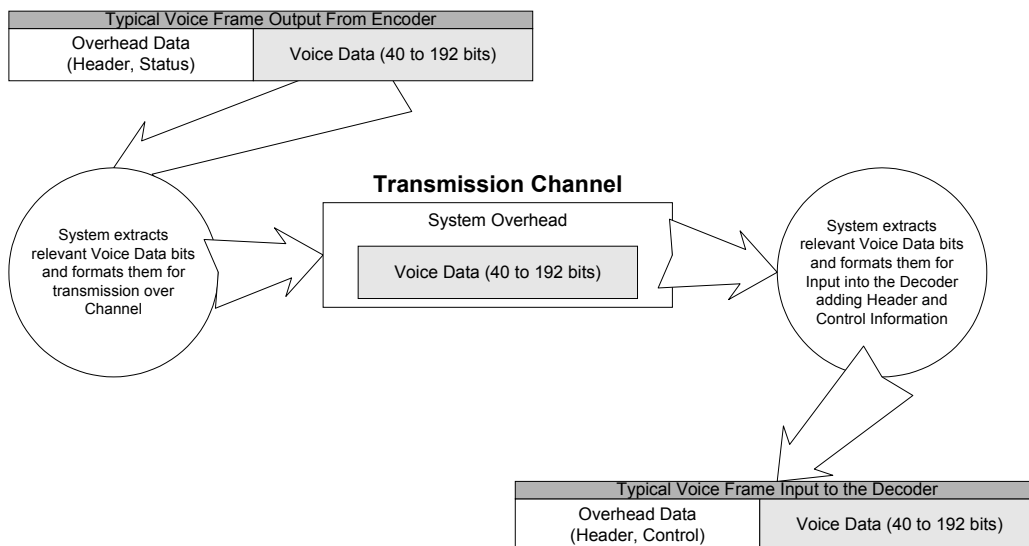 Typical Voice Frame Output From Encoder
Overhead Data
(Header, Status)
Voice Data (40 to 192 bits)
System extracts
relevant Voice Data bits
and formats them for
transmission over
Channel
Transmission Channel
System Overhead
Voice Data (40 to 192 bits)
System extracts
relevant Voice Data bits
and formats them for
Input into the Decoder
adding Header and
Control Information
Typical Voice Frame Input to the Decoder
Overhead Data
(Header, Control)
Voice Data (40 to 192 bits)